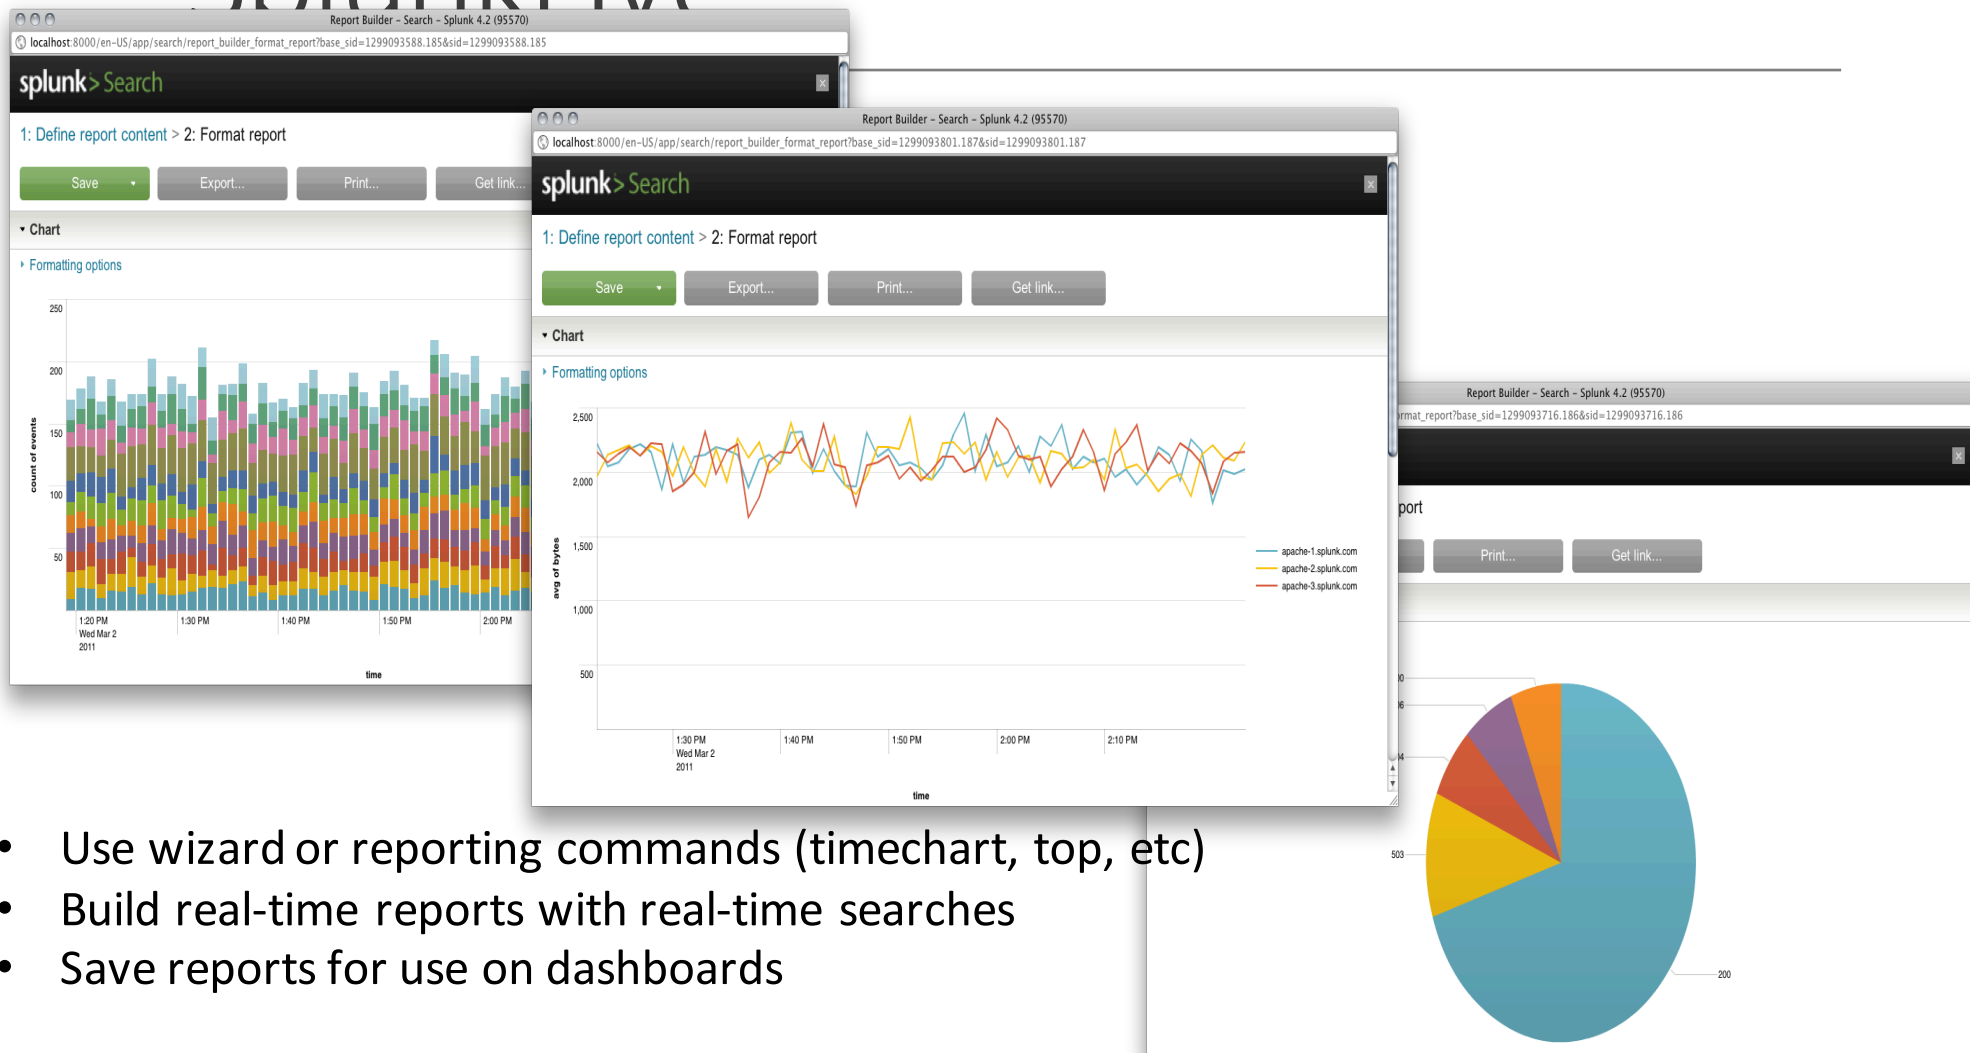 Report Builder – Search – Splunk 4.2 (95570)
localhost:8000/en-US/app/search/report_builder_format_report?base_sid=1299093588.185&sid=1299093588.185
splunk> Search
x
1: Define report content > 2: Format report
Save
Export...
Print...
Get link...
Chart
Formatting options
250
200
150
100
50
count of events
1:20 PM
Wed Mar 2
2011
1:30 PM
1:40 PM
1:50 PM
2:00 PM
time
Report Builder – Search – Splunk 4.2 (95570)
localhost:8000/en-US/app/search/report_builder_format_report?base_sid=1299093801.187&sid=1299093801.187
splunk> Search
x
1: Define report content > 2: Format report
Save
Export...
Print...
Get link...
Chart
Formatting options
2,500
2,000
1,500
1,000
500
avg of bytes
apache-1.splunk.com
apache-2.splunk.com
apache-3.splunk.com
1:30 PM
Wed Mar 2
2011
1:40 PM
1:50 PM
2:00 PM
2:10 PM
time
Report Builder – Search – Splunk 4.2 (95570)
rmat_report?base_sid=1299093716.186&sid=1299093716.186
x
port
Print...
Get link...
503
200
• Use wizard or reporting commands (timechart, top, etc)
• Build real-time reports with real-time searches
• Save reports for use on dashboards